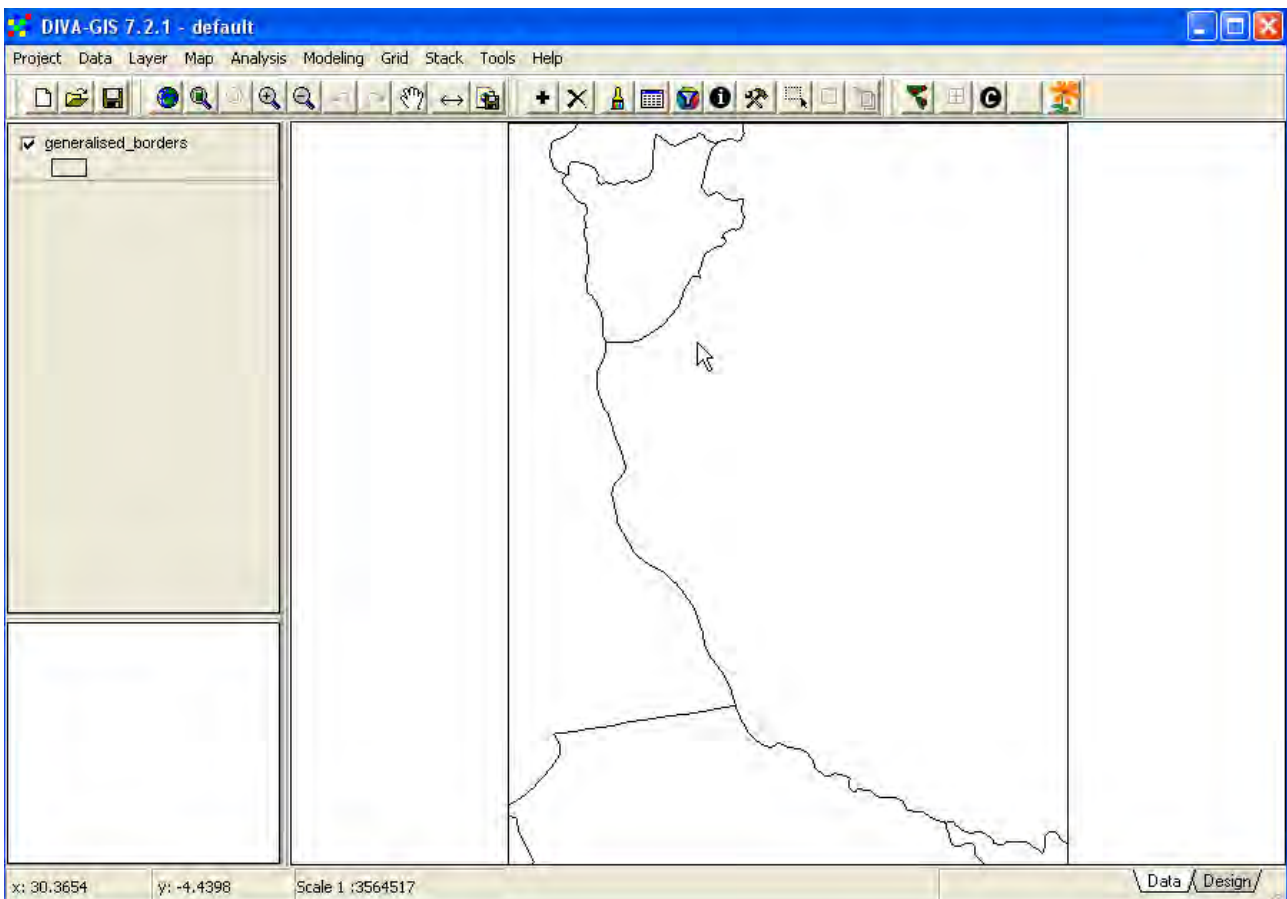 DIVA-GIS 7.2.1 - default
Project Data Layer Map Analysis Modeling Grid Stack Tools Help
generalised_borders
x: 30.3654 y: -4.4398 Scale 1 :3564517 Data Design